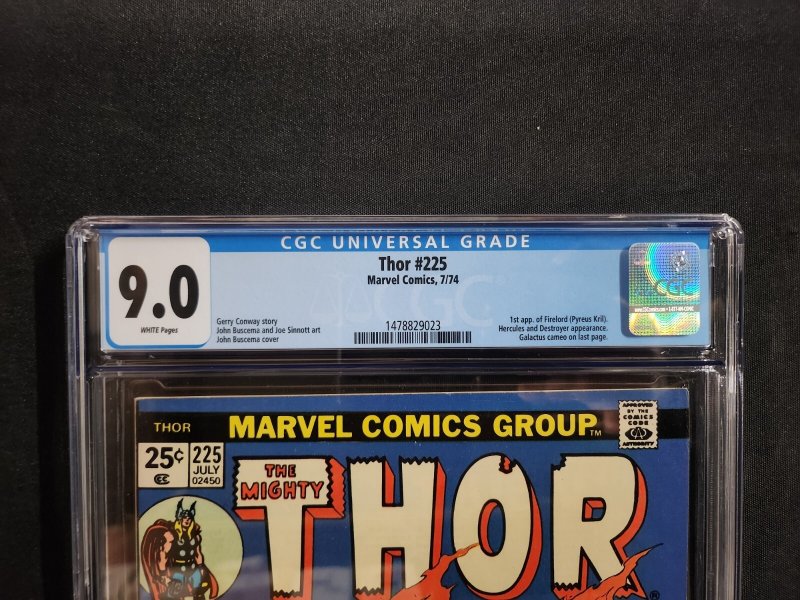 CGC UNIVERSAL GRADE
9.0
WHITE Pages
Thor #225
Marvel Comics, 7/74
Gerry Conway story
John Buscema and Joe Sinnott art
John Buscema cover
1478829023
1st app. of Firelord (Pyreus Kril).
Hercules and Destroyer appearance.
Galactus cameo on last page.
CGC
THOR
MARVEL COMICS GROUP™
APPROVED
BY THE
COMICS
CODE
AUTHORITY
25¢
CC
225
JULY
02450
THE
MIGHTY
THOR
®